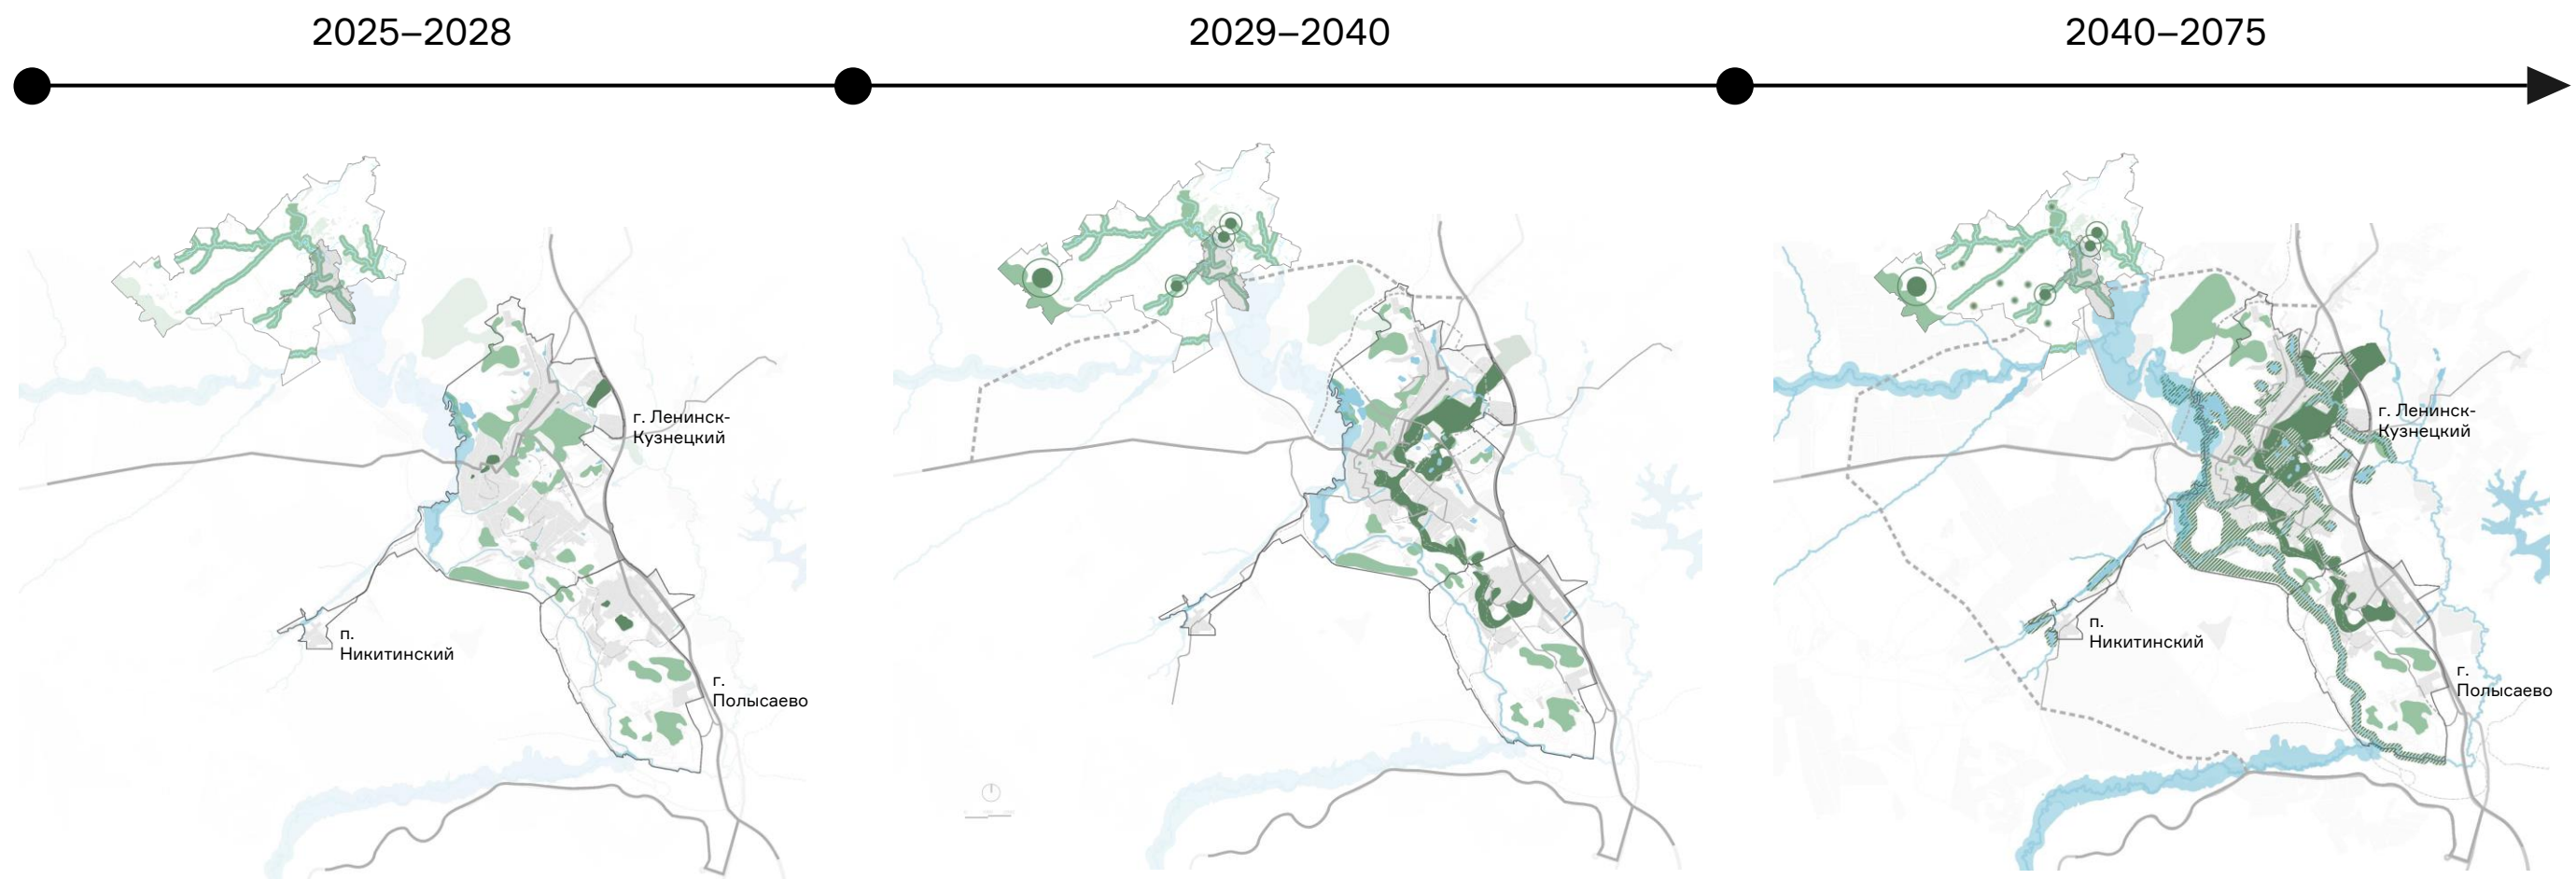 2025–2028
2029–2040
2040–2075
г. Ленинск-
Кузнецкий
п.
Никитинский
г.
Полысаево
г. Ленинск-
Кузнецкий
п.
Никитинский
г.
Полысаево